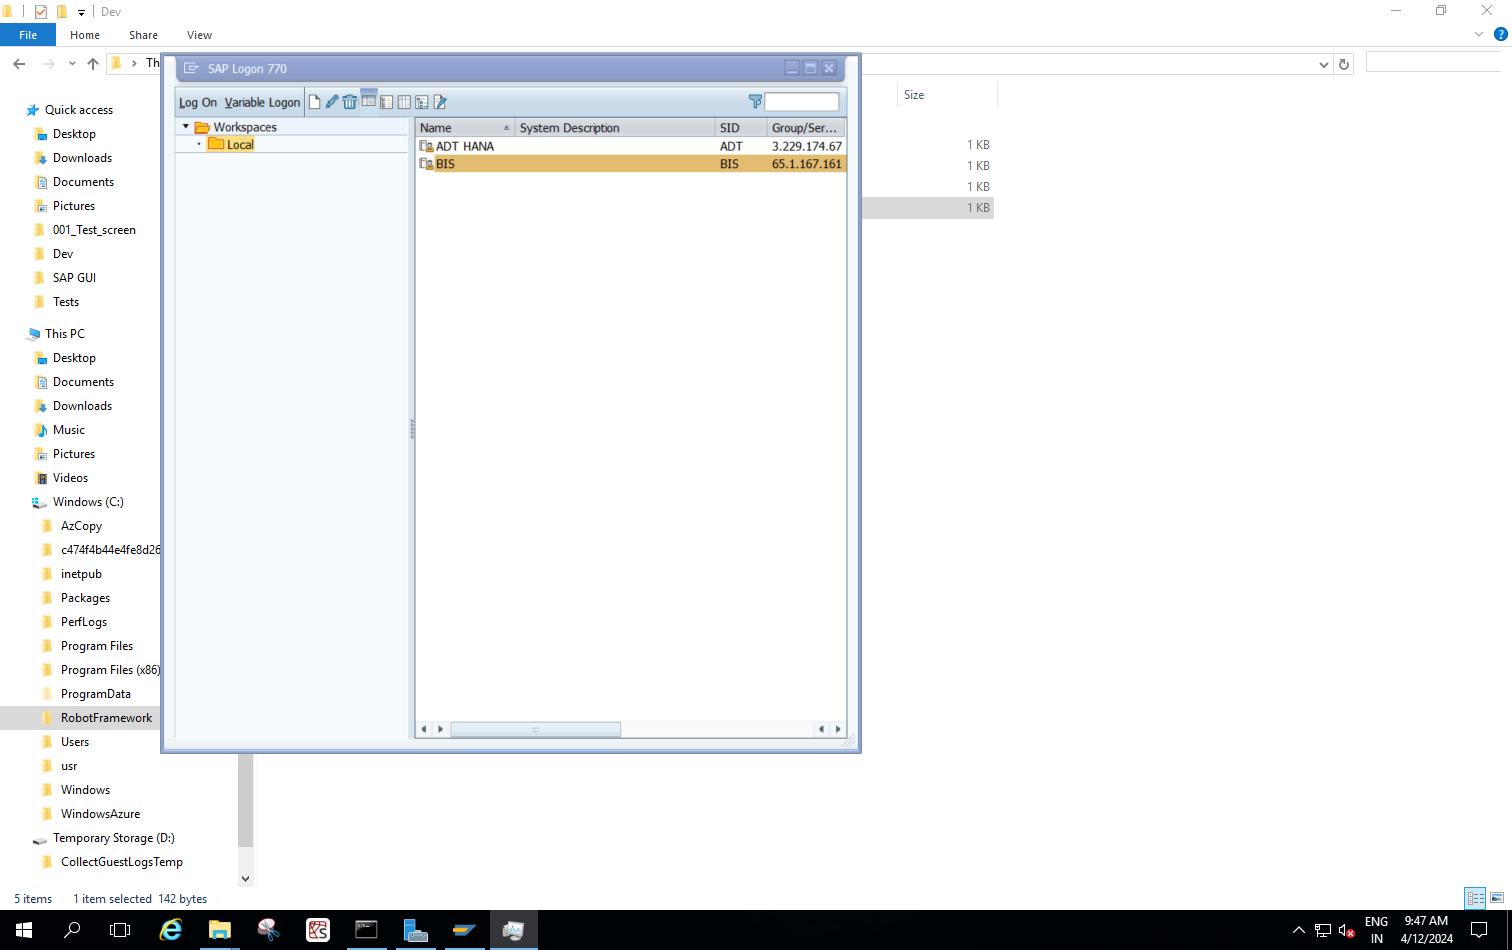 Dev
File Home Share View
Th
SAP Logon 770
Log On Variable Logon
Workspaces
Local
Name System Description SID Group/Ser...
ADT HANA ADT 3.229.174.67
BIS BIS 65.1.167.161
Size
1 KB
1 KB
1 KB
1 KB
Quick access
Desktop
Downloads
Documents
Pictures
001_Test_screen
Dev
SAP GUI
Tests
This PC
Desktop
Documents
Downloads
Music
Pictures
Videos
Windows (C:)
AzCopy
c474f4b44e4fe8d26
inetpub
Packages
PerfLogs
Program Files
Program Files (x86)
ProgramData
RobotFramework
Users
usr
Windows
WindowsAzure
Temporary Storage (D:)
CollectGuestLogsTemp
5 items 1 item selected 142 bytes
ENG
IN
9:47 AM
4/12/2024